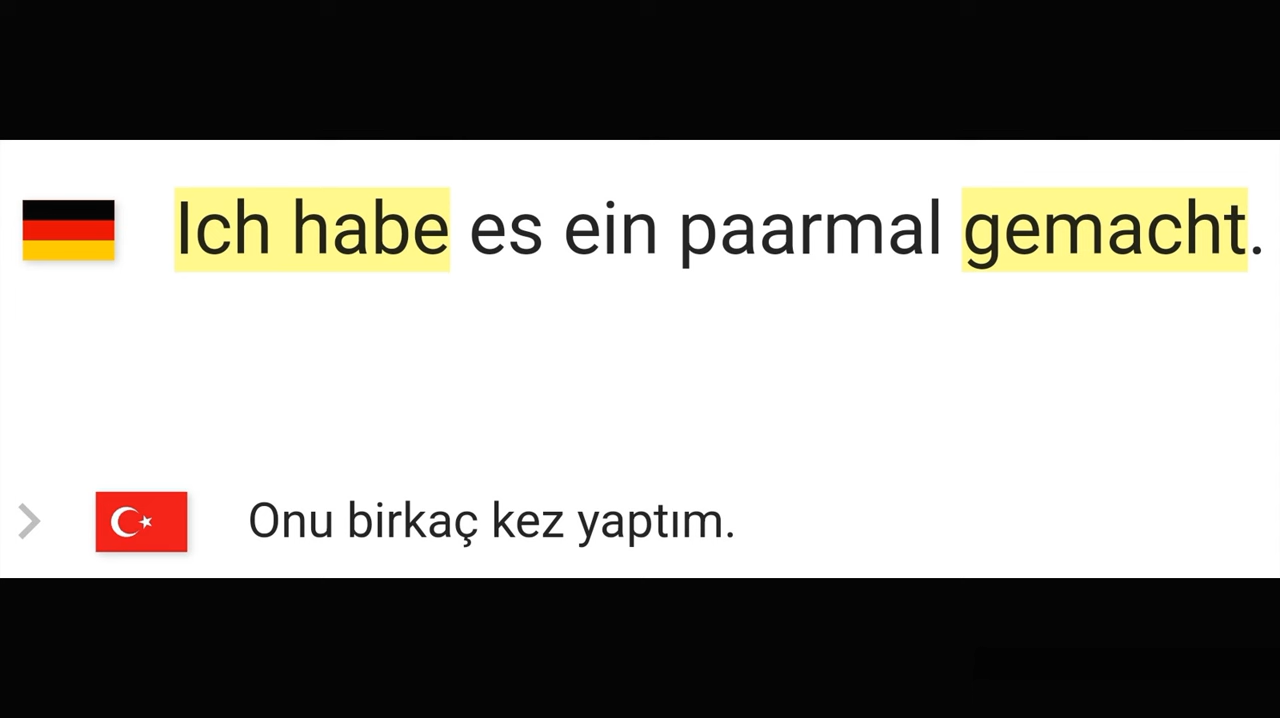 Ich habe es ein paarmal gemacht.
Onu birkaç kez yaptım.